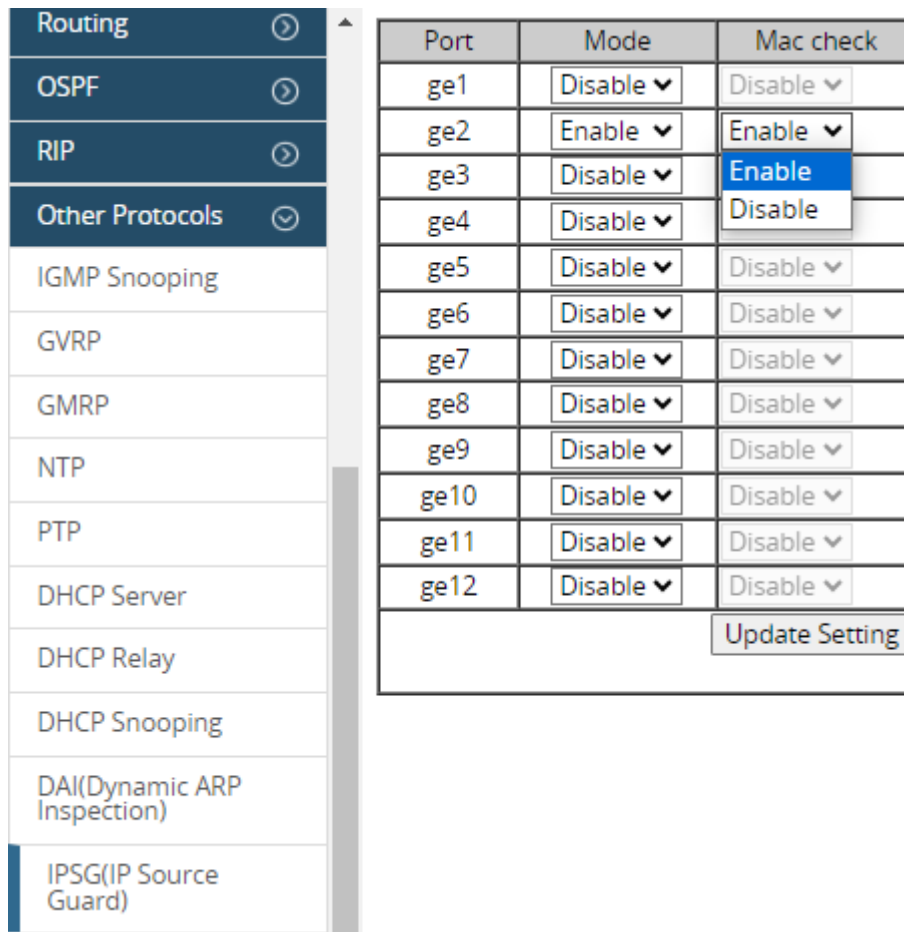 Routing
OSPF
RIP
Other Protocols
IGMP Snooping
GVRP
GMRP
NTP
PTP
DHCP Server
DHCP Relay
DHCP Snooping
DAI(Dynamic ARP
Inspection)
IPSG(IP Source
Guard)
Port Mode Mac check
ge1 Disable Disable
ge2 Enable Enable
ge3 Disable Enable
ge4 Disable Disable
ge5 Disable Disable
ge6 Disable Disable
ge7 Disable Disable
ge8 Disable Disable
ge9 Disable Disable
ge10 Disable Disable
ge11 Disable Disable
ge12 Disable Disable
Update Setting